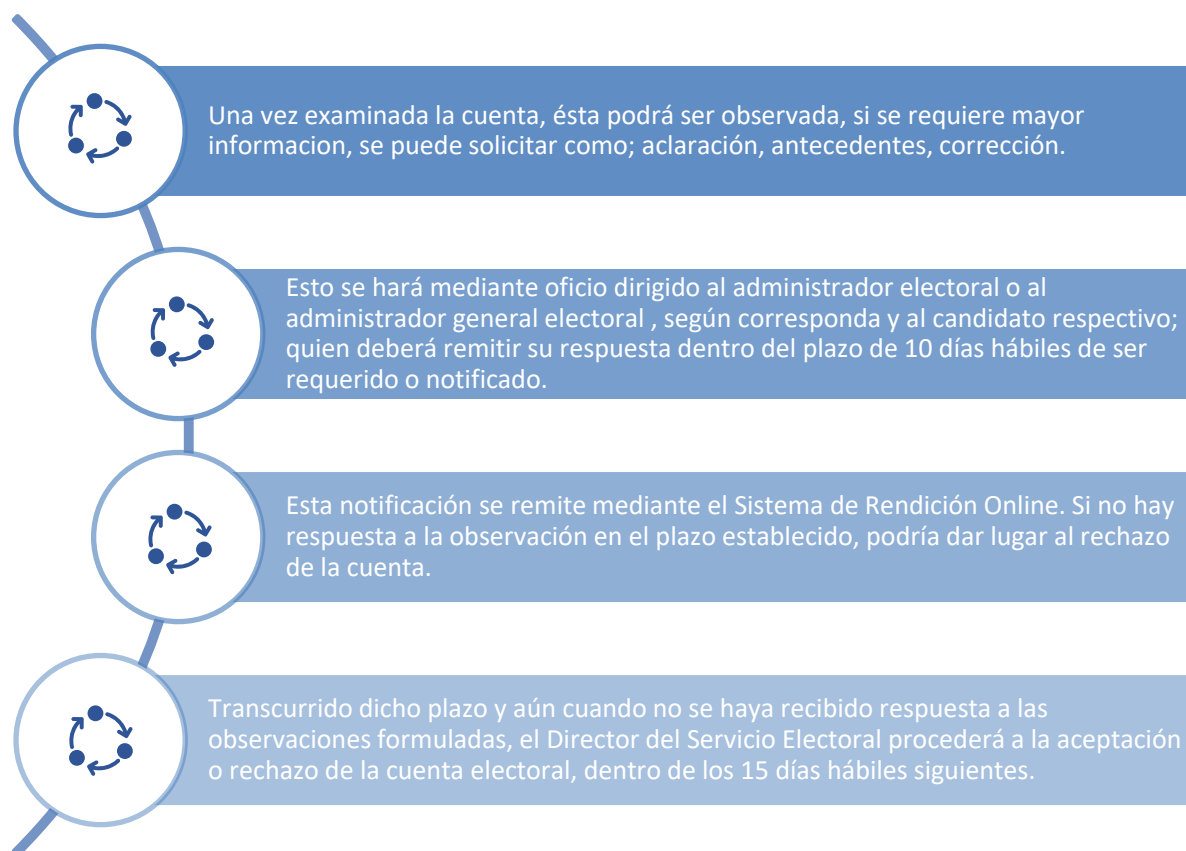 Una vez examinada la cuenta, ésta podrá ser observada, si se requiere mayor
informacion, se puede solicitar como; aclaración, antecedentes, corrección.
Esto se hará mediante oficio dirigido al administrador electoral o al
administrador general electoral , según corresponda y al candidato respectivo;
quien deberá remitir su respuesta dentro del plazo de 10 días hábiles de ser
requerido o notificado.
Esta notificación se remite mediante el Sistema de Rendición Online. Si no hay
respuesta a la observación en el plazo establecido, podría dar lugar al rechazo
de la cuenta.
Transcurrido dicho plazo y aún cuando no se haya recibido respuesta a las
observaciones formuladas, el Director del Servicio Electoral procederá a la aceptación
o rechazo de la cuenta electoral, dentro de los 15 días hábiles siguientes.